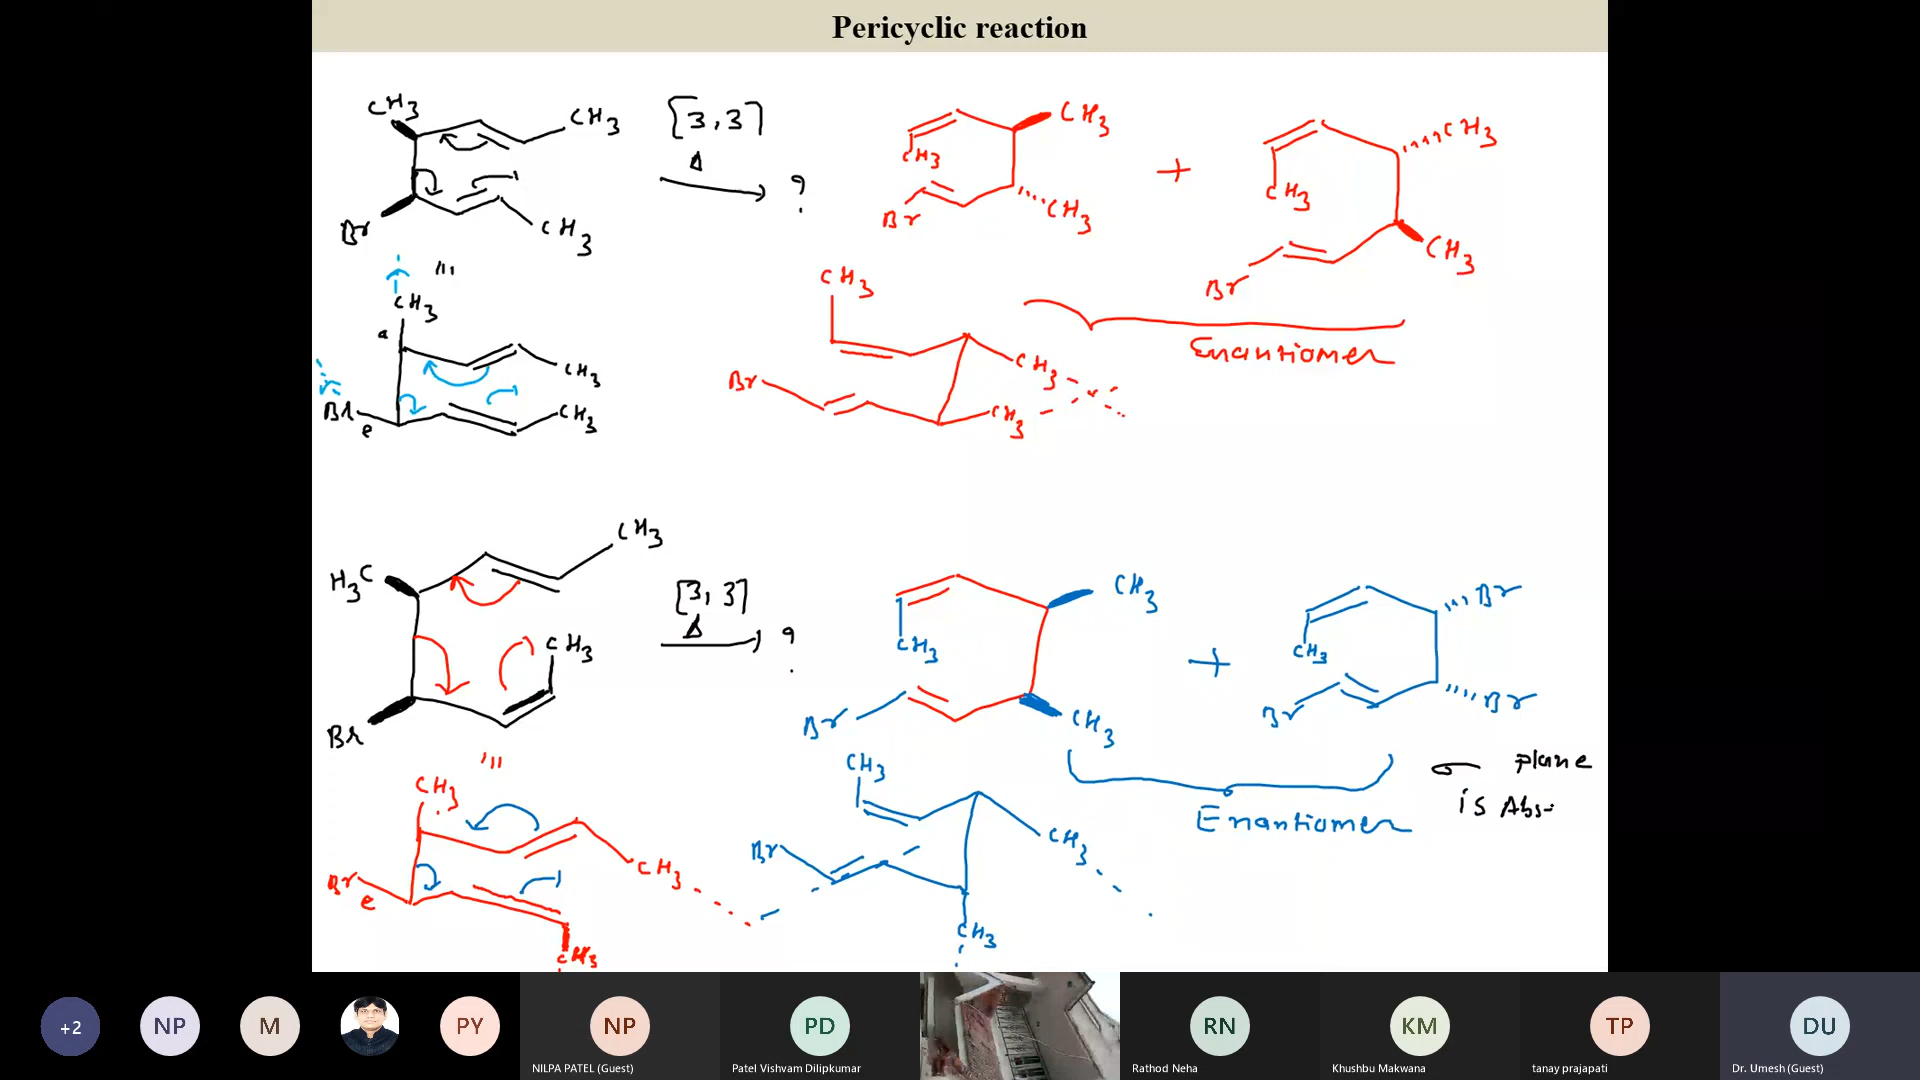 Pericyclic reaction
CH3
CH3
[3,3]
Δ
?
Br
CH3
CH3
CH3
Br
CH3
+
CH3
CH3
Br
CH3
CH3
a
CH3
Br
e
CH3
CH3
Br
CH3
CH3
Enantiomer
H3C
CH3
CH3
Br
[3,3]
Δ
?
CH3
CH3
Br
CH3
+
Br
CH3
Br
Br
Enantiomer
plane
is Abs-
CH3
Br
e
CH3
CH3
CH3
Br
CH3
CH3
+2
NP
M
PY
NP
NILPA PATEL (Guest)
PD
Patel Vishvam Dilipkumar
RN
Rathod Neha
KM
Khushbu Makwana
TP
tanay prajapati
DU
Dr. Umesh (Guest)